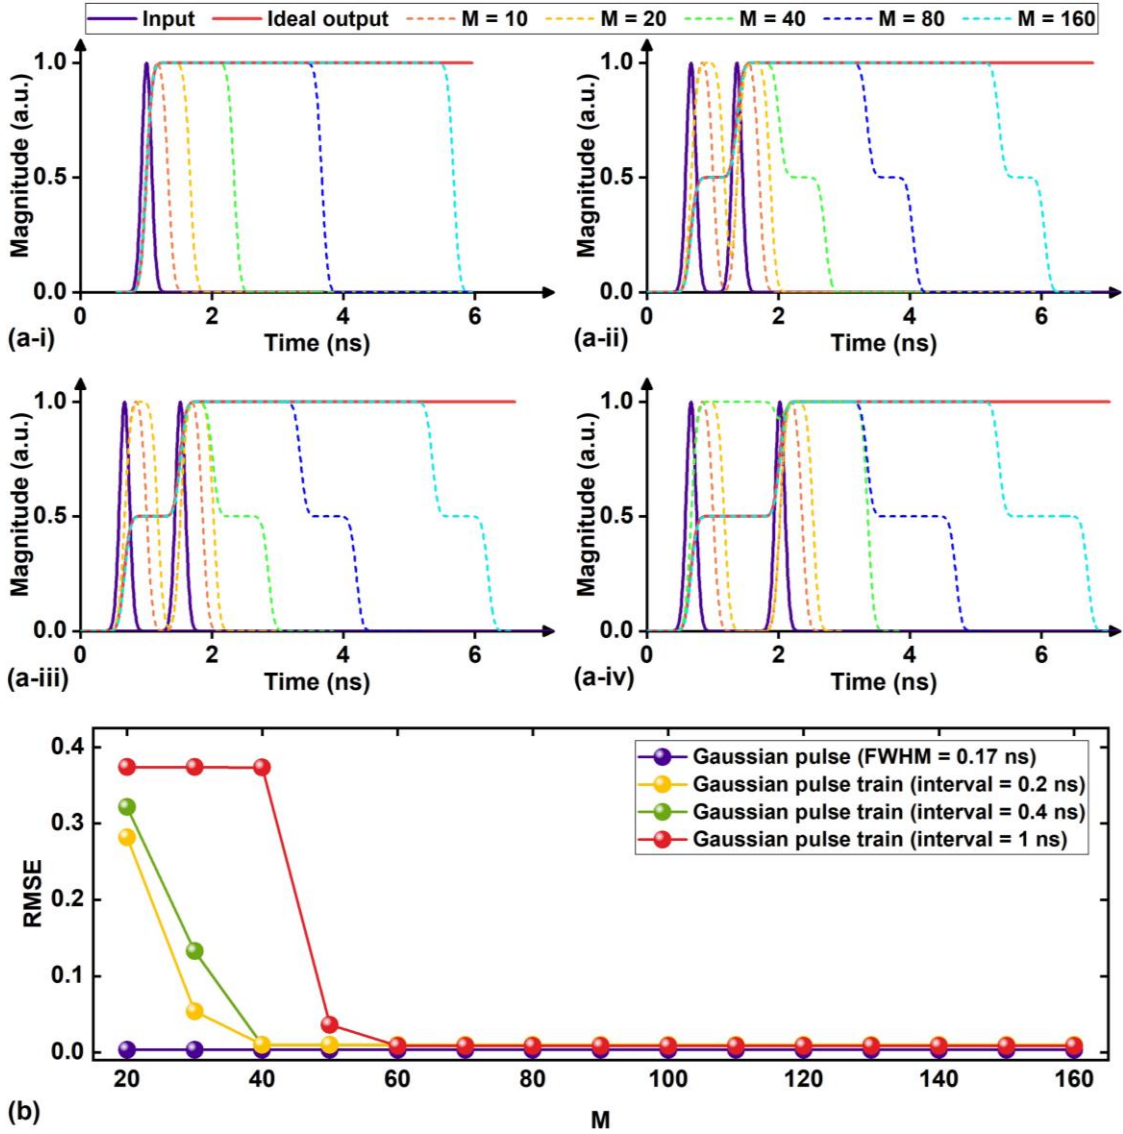 Input Ideal output M = 10 M = 20 M = 40 M = 80 M = 160
Magnitude (a.u.)
1.0
0.5
0.0
0 2 4 6
Time (ns)
(a-i)
Magnitude (a.u.)
1.0
0.5
0.0
0 2 4 6
Time (ns)
(a-ii)
Magnitude (a.u.)
1.0
0.5
0.0
0 2 4 6
Time (ns)
(a-iii)
Magnitude (a.u.)
1.0
0.5
0.0
0 2 4 6
Time (ns)
(a-iv)
RMSE
0.4
0.3
0.2
0.1
0.0
Gaussian pulse (FWHM = 0.17 ns)
Gaussian pulse train (interval = 0.2 ns)
Gaussian pulse train (interval = 0.4 ns)
Gaussian pulse train (interval = 1 ns)
20 40 60 80 100 120 140 160
M
(b)